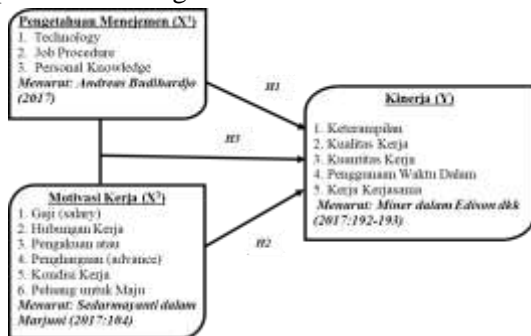 Pengetahuan Menejemen (X¹)
1. Technology
2. Job Procedure
3. Personal Knowledge
Menurut: Andreas Budihardjo
(2017)
H1
Kinerja (Y)
1. Keterampilan
2. Kualitas Kerja
3. Kuantitas Kerja
4. Penggunaan Waktu Dalam
5. Kerja Kerjasama
Menurut: Miner dalam Edison dkk
(2017:192-193)
H3
Motivasi Kerja (X²)
1. Gaji (salary)
2. Hubungan Kerja
3. Pengakuan atau
4. Penghargaan (advance)
5. Kondisi Kerja
6. Peluang untuk Maju
Menurut: Sedarmayanti dalam
Marjuni (2017:104)
H2